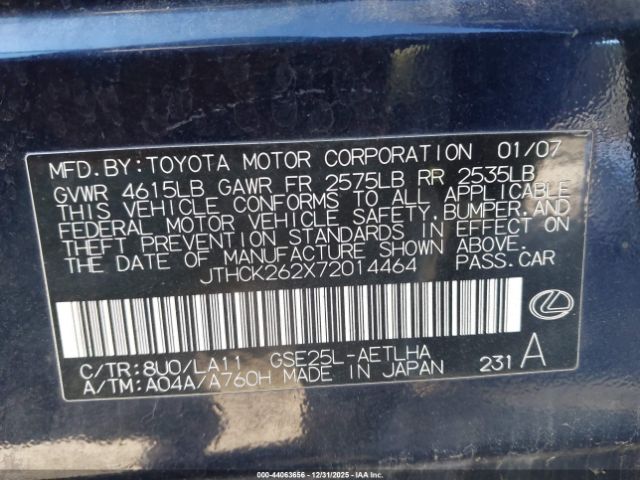 MFD.BY:TOYOTA MOTOR CORPORATION 01/07
GVWR 4615LB GAWR FR 2575LB RR 2535LB
THIS VEHICLE CONFORMS TO ALL APPLICABLE
FEDERAL MOTOR VEHICLE SAFETY,BUMPER,AND
THEFT PREVENTION STANDARDS IN EFFECT ON
THE DATE OF MANUFACTURE SHOWN ABOVE.
JTHCK262X72014464 PASS.CAR
C/TR:8U0/LA11 GSE25L-AETLHA
A/TM:A04A/A760H MADE IN JAPAN 231 A
© IAA 00-44063656 | 12/31/2025 - IAAI.COM